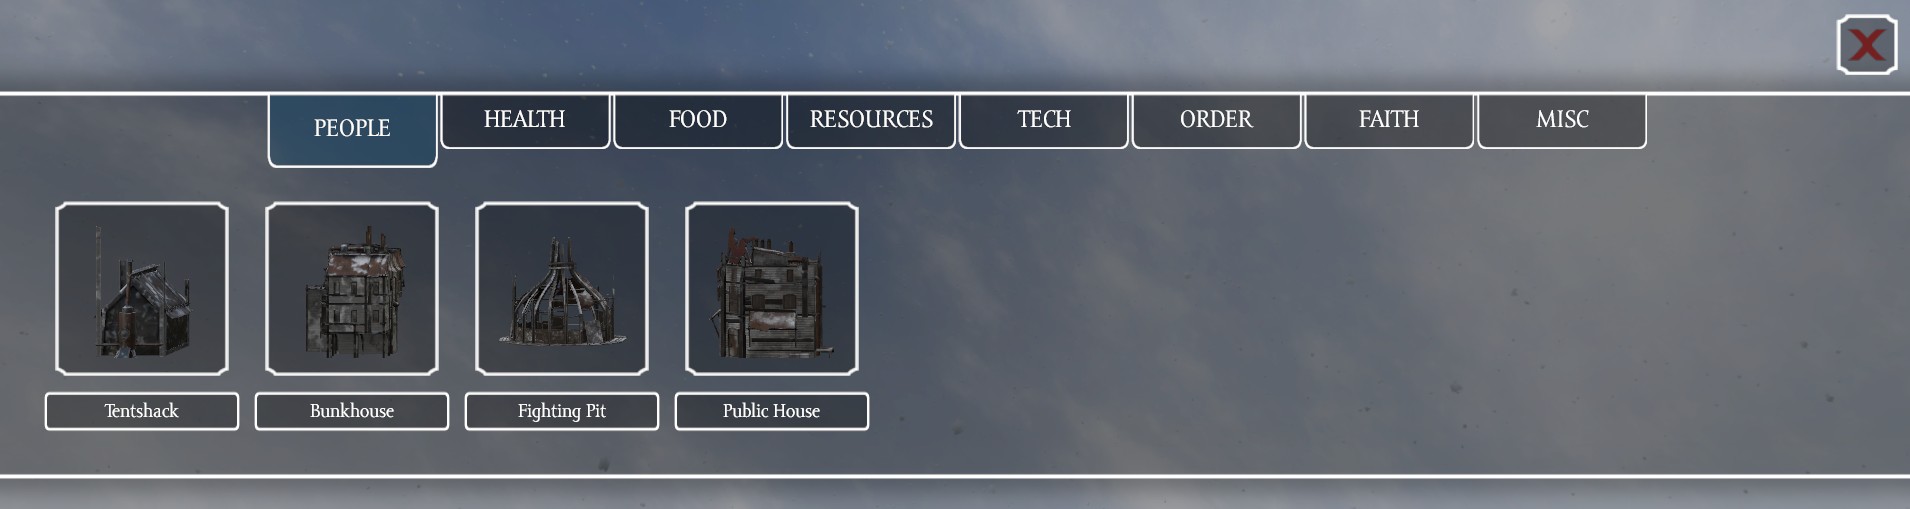 X
PEOPLE
HEALTH
FOOD
RESOURCES
TECH
ORDER
FAITH
MISC
Tentshack
Bunkhouse
Fighting Pit
Public House